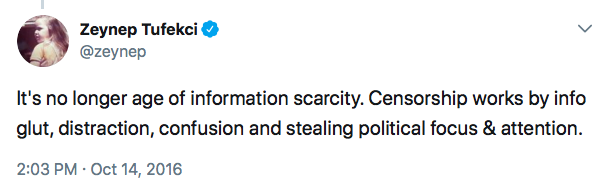 Zeynep Tufekci
@zeynep
It's no longer age of information scarcity. Censorship works by info
glut, distraction, confusion and stealing political focus & attention.
2:03 PM · Oct 14, 2016